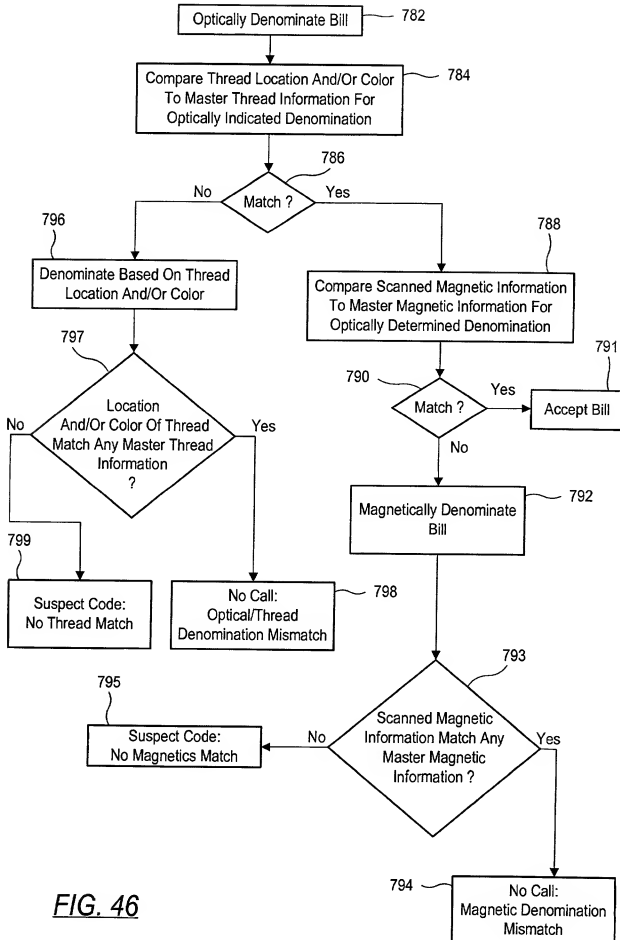 Optically Denominate Bill
782
Compare Thread Location And/Or Color
To Master Thread Information For
Optically Indicated Denomination
784
786
No
Match ?
Yes
796
Denominate Based On Thread
Location And/Or Color
788
Compare Scanned Magnetic Information
To Master Magnetic Information For
Optically Determined Denomination
797
Location
And/Or Color Of Thread
Match Any Master Thread
Information
?
No
Yes
790
Match ?
Yes
791
Accept Bill
No
792
Magnetically Denominate
Bill
799
Suspect Code:
No Thread Match
No Call:
Optical/Thread
Denomination Mismatch
798
793
Scanned Magnetic
Information Match Any
Master Magnetic
Information ?
No
Yes
795
Suspect Code:
No Magnetics Match
794
No Call:
Magnetic Denomination
Mismatch
FIG. 46